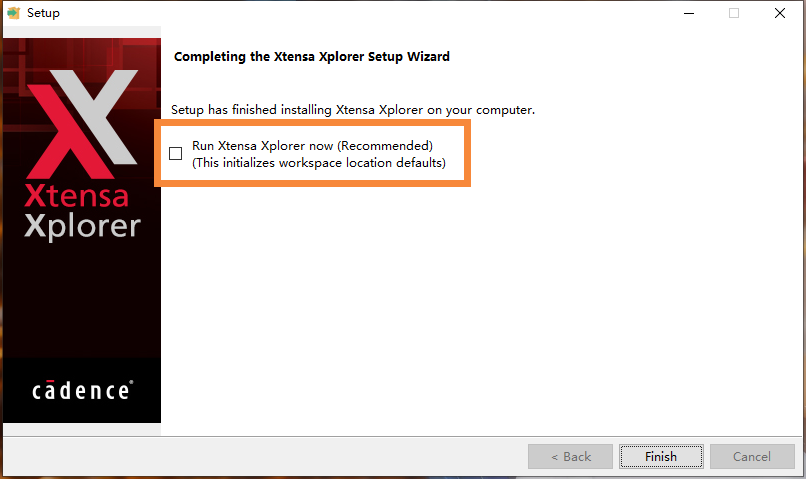 Setup
Completing the Xtensa Xplorer Setup Wizard
Setup has finished installing Xtensa Xplorer on your computer.
Run Xtensa Xplorer now (Recommended)
(This initializes workspace location defaults)
Xtensa
Xplorer
cādence®
< Back
Finish
Cancel